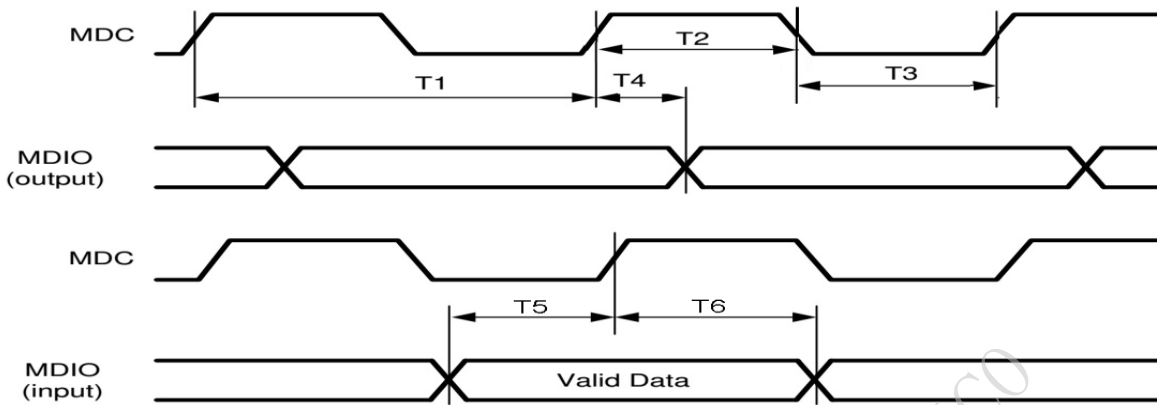 MDC
T2
T1
T4
T3
MDIO
(output)
MDC
T5
T6
MDIO
(input)
Valid Data